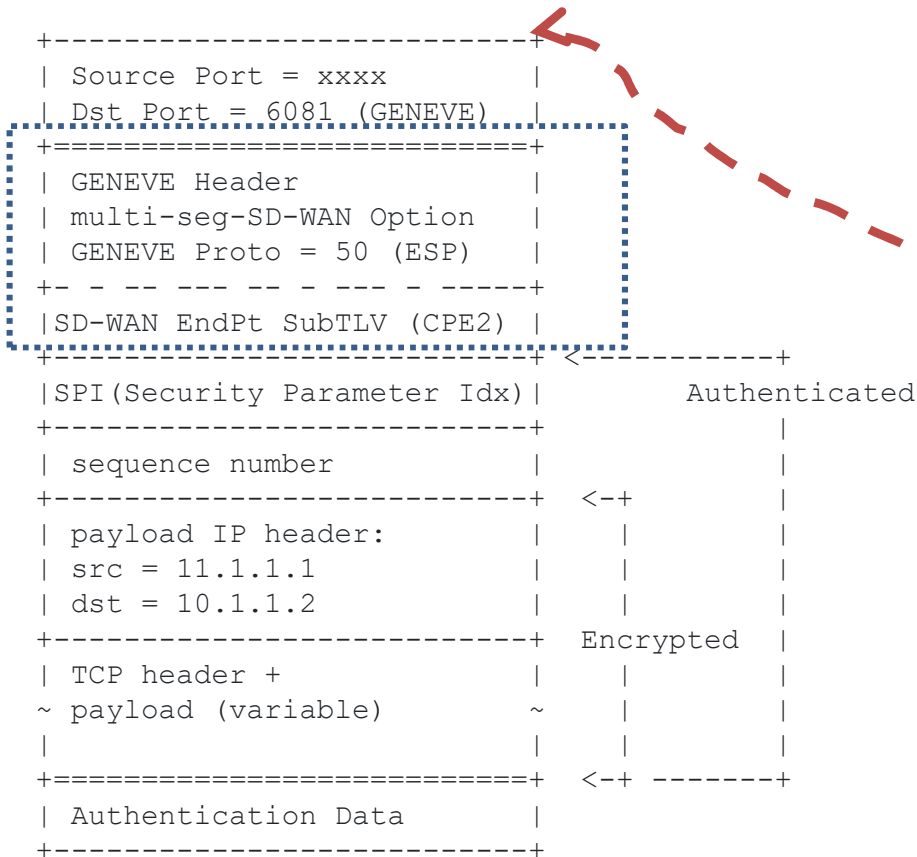 +---------------------------+
| Source Port = xxxx        |
| Dst Port = 6081 (GENEVE)  |
+===========================+
| GENEVE Header             |
| multi-seg-SD-WAN Option   |
| GENEVE Proto = 50 (ESP)   |
+- - -- --- -- - --- - -----+
|SD-WAN EndPt SubTLV (CPE2) |
+---------------------------+ <-----------+
|SPI(Security Parameter Idx)|        Authenticated
+---------------------------+             |
| sequence number           |             |
+---------------------------+  <-+        |
| payload IP header:        |    |        |
| src = 11.1.1.1            |    |        |
| dst = 10.1.1.2            |    |        |
+---------------------------+  Encrypted  |
| TCP header +              |    |        |
~ payload (variable)        ~    |        |
|                           |    |        |
+===========================+  <-+ -------+
| Authentication Data       |
+---------------------------+